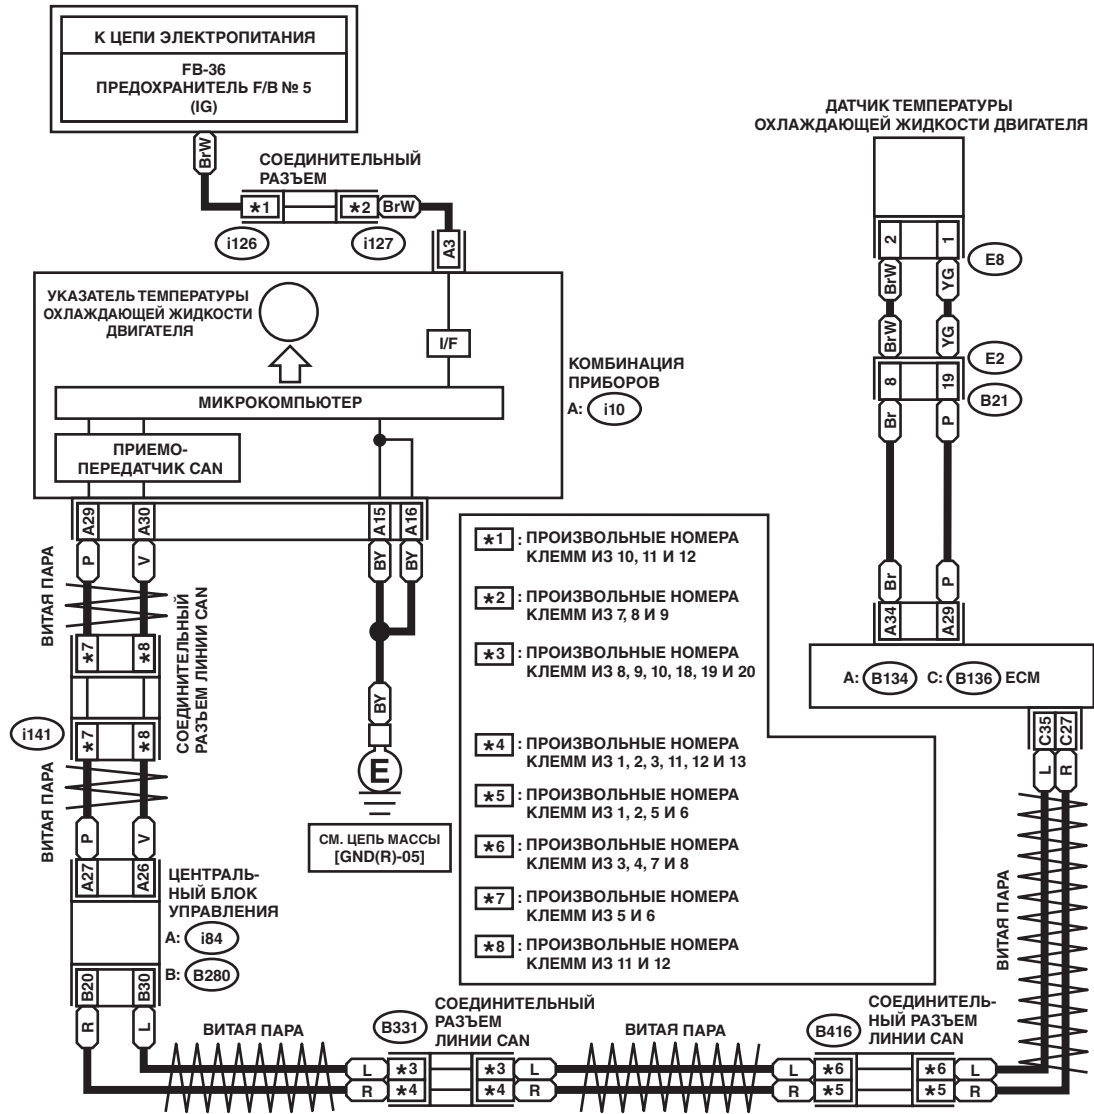 К ЦЕПИ ЭЛЕКТРОПИТАНИЯ
FB-36
ПРЕДОХРАНИТЕЛЬ F/B № 5
(IG)
BrW
СОЕДИНИТЕЛЬНЫЙ
РАЗЪЕМ
*1
*2
BrW
i126
i127
A3
УКАЗАТЕЛЬ ТЕМПЕРАТУРЫ
ОХЛАЖДАЮЩЕЙ ЖИДКОСТИ
ДВИГАТЕЛЯ
I/F
МИКРОКОМПЬЮТЕР
ПРИЕМО-
ПЕРЕДАТЧИК CAN
КОМБИНАЦИЯ
ПРИБОРОВ
A: i10
ДАТЧИК ТЕМПЕРАТУРЫ
ОХЛАЖДАЮЩЕЙ ЖИДКОСТИ ДВИГАТЕЛЯ
2
1
E8
BrW
YG
BrW
YG
E2
8
19
B21
Br
P
Br
P
A34
A29
A: B134 C: B136 ECM
C35
C27
L
R
ВИТАЯ ПАРА
A29
A30
A15
A16
P
V
BY
BY
ВИТАЯ ПАРА
СОЕДИНИТЕЛЬНЫЙ
РАЗЪЕМ ЛИНИИ CAN
*7
*8
i141
*7
*8
ВИТАЯ ПАРА
P
V
BY
E
СМ. ЦЕПЬ МАССЫ
[GND(R)-05]
A27
A26
ЦЕНТРАЛЬ-
НЫЙ БЛОК
УПРАВЛЕНИЯ
A: i84
B: B280
B20
B30
R
L
*1 : ПРОИЗВОЛЬНЫЕ НОМЕРА
КЛЕММ ИЗ 10, 11 И 12
*2 : ПРОИЗВОЛЬНЫЕ НОМЕРА
КЛЕММ ИЗ 7, 8 И 9
*3 : ПРОИЗВОЛЬНЫЕ НОМЕРА
КЛЕММ ИЗ 8, 9, 10, 18, 19 И 20
*4 : ПРОИЗВОЛЬНЫЕ НОМЕРА
КЛЕММ ИЗ 1, 2, 3, 11, 12 И 13
*5 : ПРОИЗВОЛЬНЫЕ НОМЕРА
КЛЕММ ИЗ 1, 2, 5 И 6
*6 : ПРОИЗВОЛЬНЫЕ НОМЕРА
КЛЕММ ИЗ 3, 4, 7 И 8
*7 : ПРОИЗВОЛЬНЫЕ НОМЕРА
КЛЕММ ИЗ 5 И 6
*8 : ПРОИЗВОЛЬНЫЕ НОМЕРА
КЛЕММ ИЗ 11 И 12
ВИТАЯ ПАРА
B331
СОЕДИНИТЕЛЬНЫЙ
РАЗЪЕМ
ЛИНИИ CAN
ВИТАЯ ПАРА
B416
СОЕДИНИТЕЛЬ-
НЫЙ РАЗЪЕМ
ЛИНИИ CAN
L *3 *3 L
R *4 *4 R
L *6 *6 L
R *5 *5 R